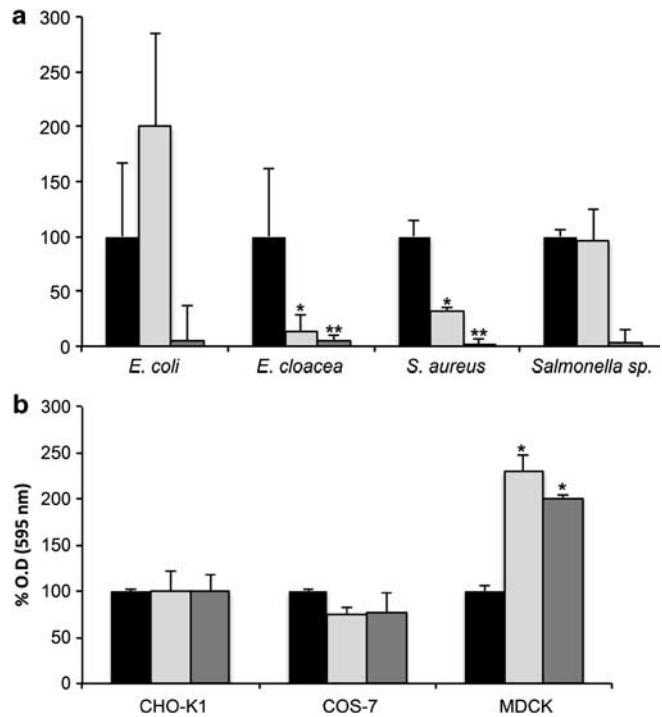 a
300
250
200
150
100
50
0
* ** * **
E. coli E. cloacea S. aureus Salmonella sp.
b
300
250
200
150
100
50
0
% O.D (595 nm)
* *
CHO-K1 COS-7 MDCK